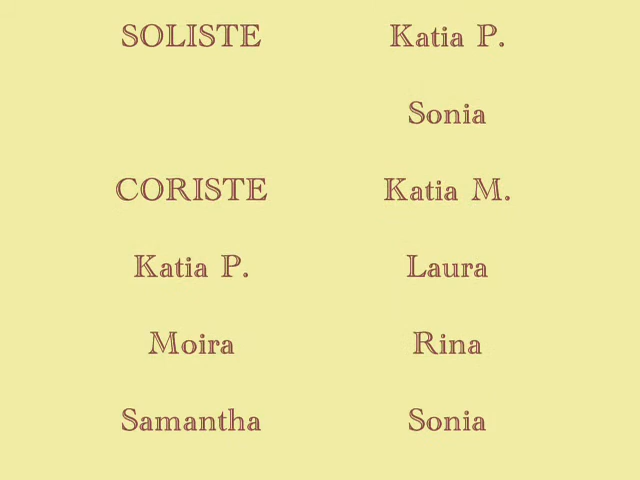 SOLISTE Katia P.
Sonia
CORISTE Katia M.
Katia P. Laura
Moira Rina
Samantha Sonia